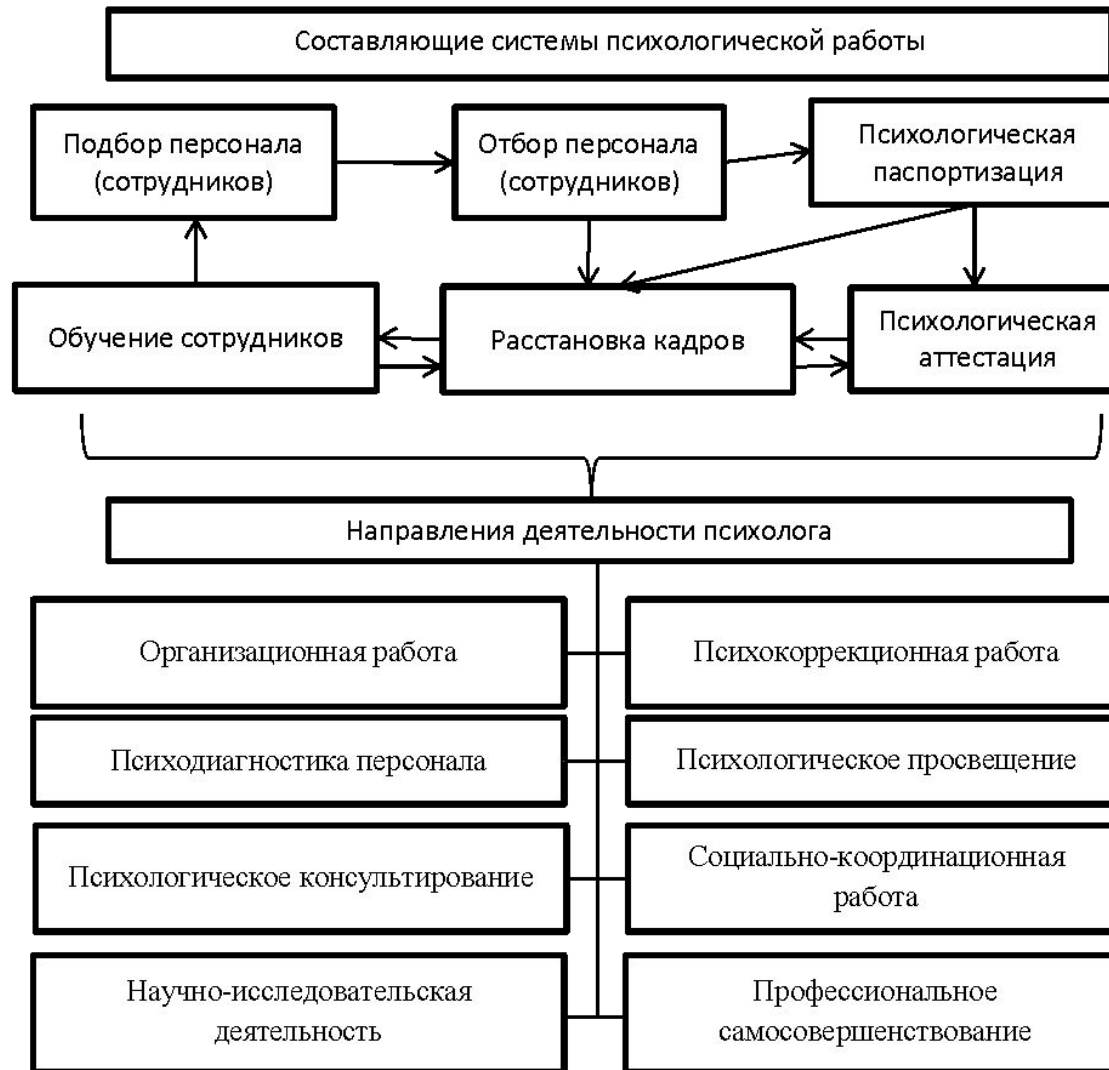 Составляющие системы психологической работы
Подбор персонала
(сотрудников)
Отбор персонала
(сотрудников)
Психологическая
паспортизация
Обучение сотрудников
Расстановка кадров
Психологическая
аттестация
Направления деятельности психолога
Организационная работа
Психокоррекционная работа
Психодиагностика персонала
Психологическое просвещение
Психологическое консультирование
Социально-координационная
работа
Научно-исследовательская
деятельность
Профессиональное
самосовершенствование